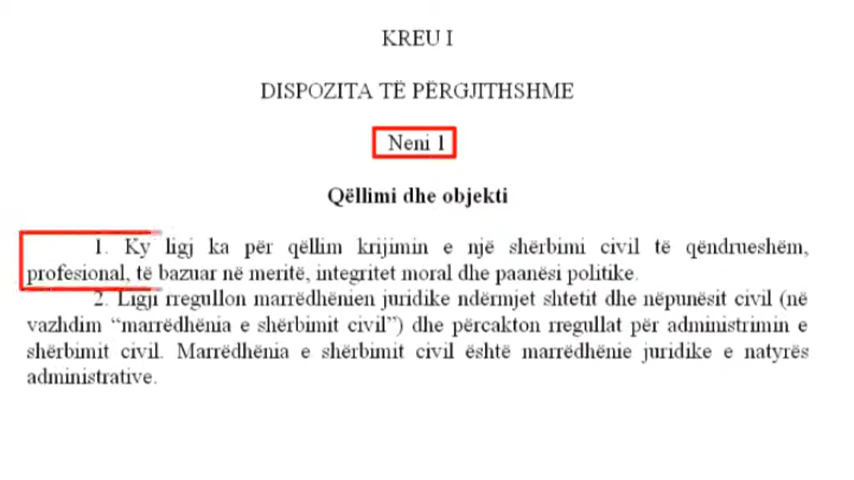 KREU I
DISPOZITA TË PËRGJITHSHME
Neni 1
Qëllimi dhe objekti
1. Ky ligj ka për qëllim krijimin e një shërbimi civil të qëndrueshëm,
profesional, të bazuar në meritë, integritet moral dhe paanësi politike.
2. Ligji rregullon marrëdhënien juridike ndërmjet shtetit dhe nëpunësit civil (në
vazhdim “marrëdhënia e shërbimit civil”) dhe përcakton rregullat për administrimin e
shërbimit civil. Marrëdhënia e shërbimit civil është marrëdhënie juridike e natyrës
administrative.